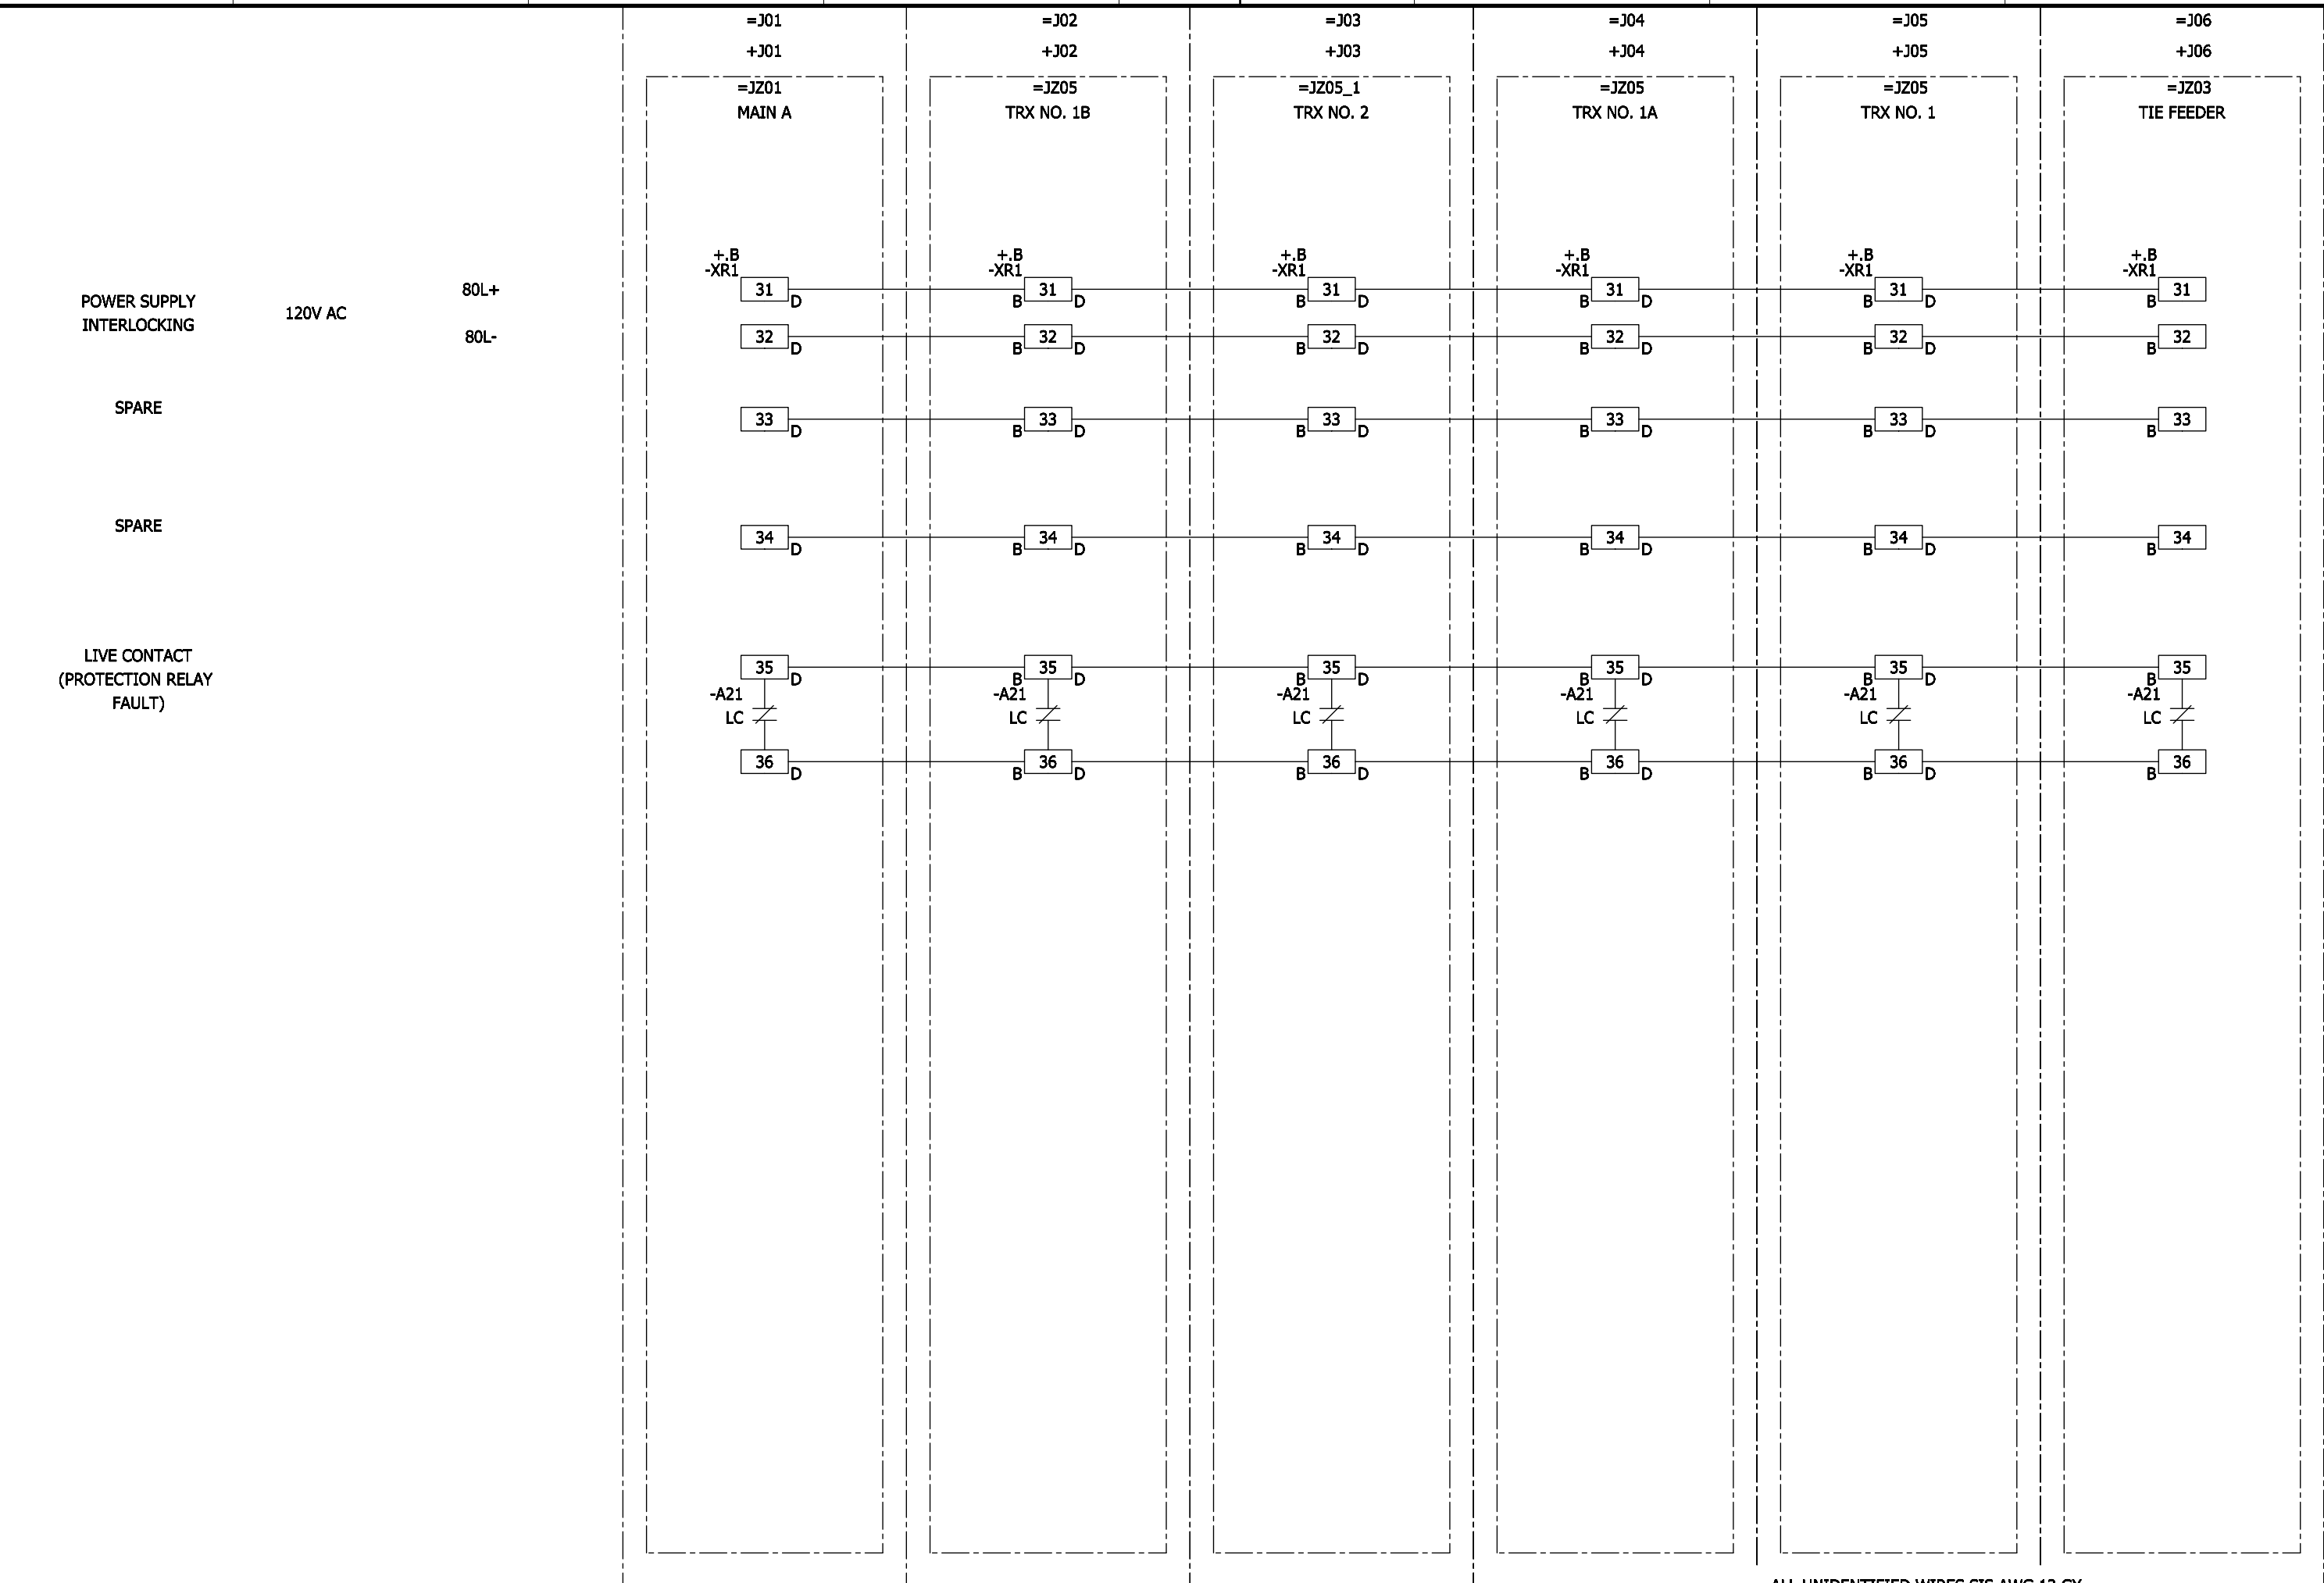 =J01 =J02 =J03 =J04 =J05 =J06
+J01 +J02 +J03 +J04 +J05 +J06
=JZ01 =JZ05 =JZ05_1 =JZ05 =JZ05 =JZ03
MAIN A TRX NO. 1B TRX NO. 2 TRX NO. 1A TRX NO. 1 TIE FEEDER
+.B +.B +.B +.B +.B +.B
-XR1 -XR1 -XR1 -XR1 -XR1 -XR1
80L+ 31 31 31 31 31 31
POWER SUPPLY D B D B D B D B D B
120V AC
INTERLOCKING
80L- 32 32 32 32 32 32
D B D B D B D B D B
SPARE
33 33 33 33 33 33
D B D B D B D B D B
SPARE
34 34 34 34 34 34
D B D B D B D B D B
LIVE CONTACT
35 35 35 35 35 35
(PROTECTION RELAY D B D B D B D B D B
-A21 -A21 -A21 -A21 -A21 -A21
FAULT)
LC LC LC LC LC LC
36 36 36 36 36 36
D B D B D B D B D B